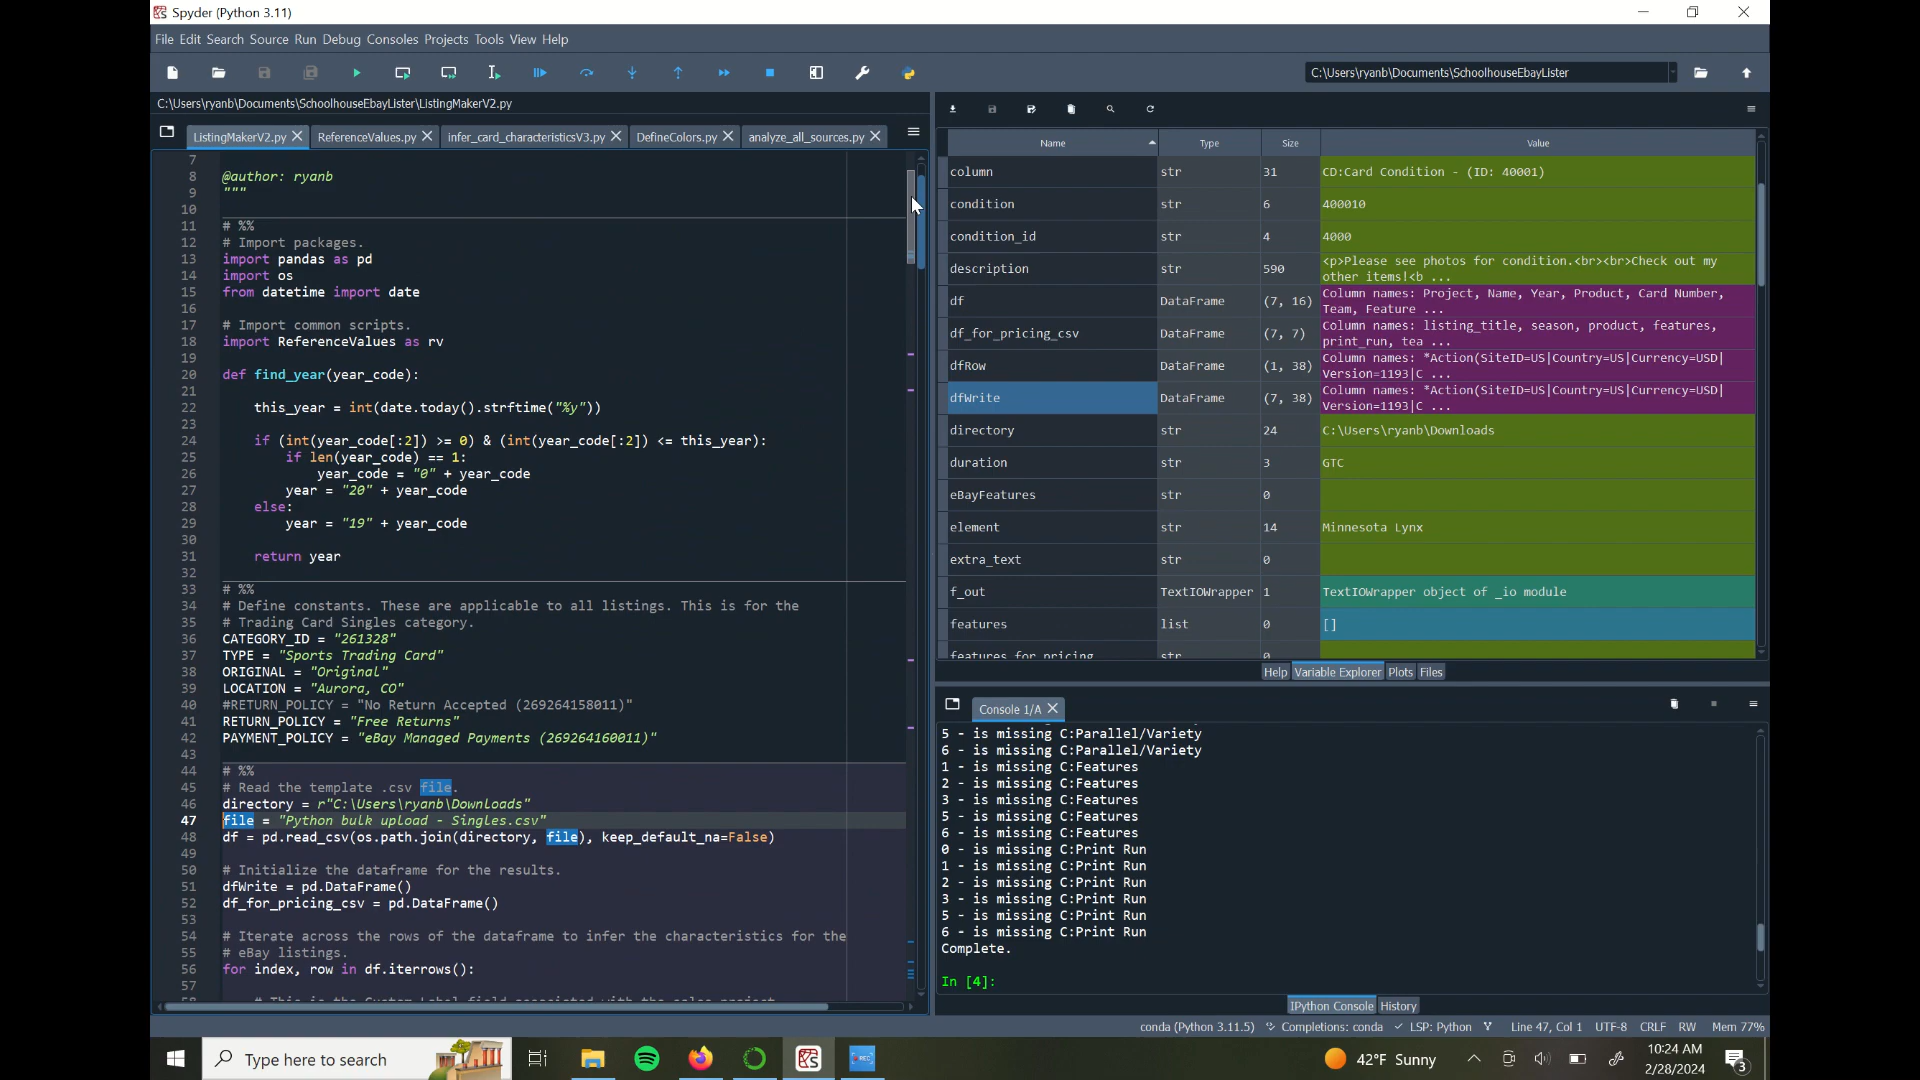 Spyder (Python 3.11)
File Edit Search Source Run Debug Consoles Projects Tools View Help
C:\Users\ryanb\Documents\SchoolhouseEbayLister
C:\Users\ryanb\Documents\SchoolhouseEbayLister\ListingMakerV2.py
ListingMakerV2.py ReferenceValues.py infer_card_characteristicsV3.py DefineColors.py analyze_all_sources.py
7
8 @author: ryanb
9 """
10
11 # %%
12 # Import packages.
13 import pandas as pd
14 import os
15 from datetime import date
16
17 # Import common scripts.
18 import ReferenceValues as rv
19
20 def find_year(year_code):
21
22 this_year = int(date.today().strftime("%y"))
23
24 if (int(year_code[:2]) >= 0) & (int(year_code[:2]) <= this_year):
25 if len(year_code) == 1:
26 year_code = "0" + year_code
27 year = "20" + year_code
28 else:
29 year = "19" + year_code
30
31 return year
32
33 # %%
34 # Define constants. These are applicable to all listings. This is for the
35 # Trading Card Singles category.
36 CATEGORY_ID = "261328"
37 TYPE = "Sports Trading Card"
38 ORIGINAL = "Original"
39 LOCATION = "Aurora, CO"
40 #RETURN_POLICY = "No Return Accepted (269264158011)"
41 RETURN_POLICY = "Free Returns"
42 PAYMENT_POLICY = "eBay Managed Payments (269264160011)"
43
44 # %%
45 # Read the template .csv file.
46 directory = r"C:\Users\ryanb\Downloads"
47 file = "Python bulk upload - Singles.csv"
48 df = pd.read_csv(os.path.join(directory, file), keep_default_na=False)
49
50 # Initialize the dataframe for the results.
51 dfWrite = pd.DataFrame()
52 df_for_pricing_csv = pd.DataFrame()
53
54 # Iterate across the rows of the dataframe to infer the characteristics for the
55 # eBay listings.
56 for index, row in df.iterrows():
57
58 # This is the Custom Label field associated with the sales project
Name Type Size Value
column str 31 CD:Card Condition - (ID: 40001)
condition str 6 400010
condition_id str 4 4000
description str 590 <p>Please see photos for condition.<br><br>Check out my
other items!<b ...
df DataFrame (7, 16) Column names: Project, Name, Year, Product, Card Number,
Team, Feature ...
df_for_pricing_csv DataFrame (7, 7) Column names: listing_title, season, product, features,
print_run, tea ...
dfRow DataFrame (1, 38) Column names: *Action(SiteID=US|Country=US|Currency=USD|
Version=1193|C ...
dfWrite DataFrame (7, 38) Column names: *Action(SiteID=US|Country=US|Currency=USD|
Version=1193|C ...
directory str 24 C:\Users\ryanb\Downloads
duration str 3 GTC
eBayFeatures str 0
element str 14 Minnesota Lynx
extra_text str 0
f_out TextIOWrapper 1 TextIOWrapper object of _io module
features list 0 []
features_for_pricing str 0
Help Variable Explorer Plots Files
Console 1/A
5 - is missing C:Parallel/Variety
6 - is missing C:Parallel/Variety
1 - is missing C:Features
2 - is missing C:Features
3 - is missing C:Features
5 - is missing C:Features
6 - is missing C:Features
0 - is missing C:Print Run
1 - is missing C:Print Run
2 - is missing C:Print Run
3 - is missing C:Print Run
5 - is missing C:Print Run
6 - is missing C:Print Run
Complete.
In [4]:
IPython Console History
conda (Python 3.11.5) Completions: conda LSP: Python Line 47, Col 1 UTF-8 CRLF RW Mem 77%
Type here to search
REC
42°F Sunny
10:24 AM
2/28/2024
3